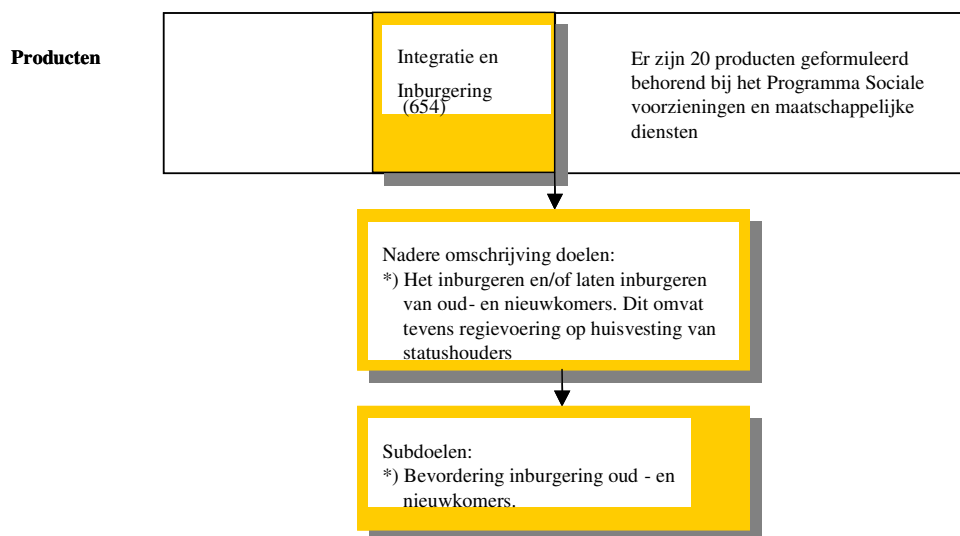 Producten
Integratie en
Inburgering
(654)
Er zijn 20 producten geformuleerd
behorend bij het Programma Sociale
voorzieningen en maatschappelijke
diensten
Nadere omschrijving doelen:
*) Het inburgeren en/of laten inburgeren
van oud- en nieuwkomers. Dit omvat
tevens regievoering op huisvesting van
statushouders
Subdoelen:
*) Bevordering inburgering oud - en
nieuwkomers.